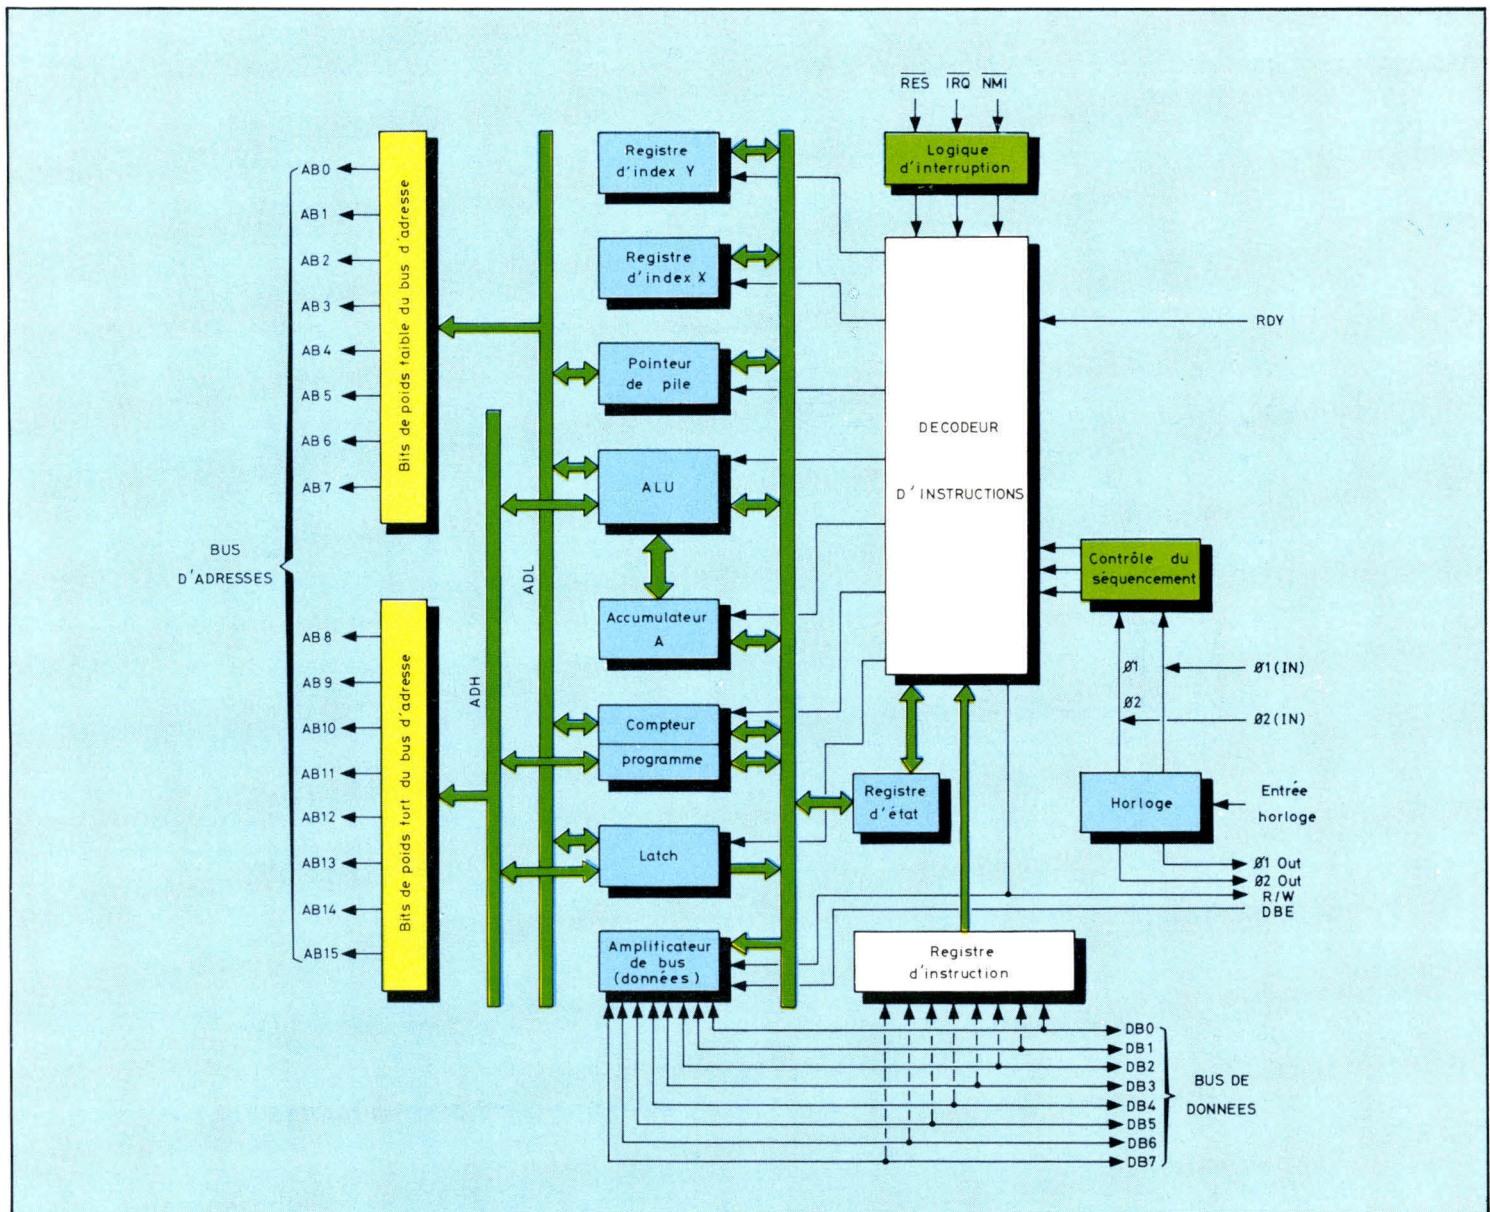 RES IRQ NMI
Logique
d'interruption
Registre
d'index Y
Registre
d'index X
Pointeur
de pile
ALU
Accumulateur
A
Compteur
programme
Latch
Amplificateur
de bus
(données)
DECODEUR
D'INSTRUCTIONS
RDY
Contrôle du
séquencement
Ø1
Ø2
Ø1(IN)
Ø2(IN)
Horloge
Entrée
horloge
Ø1 Out
Ø2 Out
R/W
DBE
Registre
d'état
Registre
d'instruction
AB0
AB1
AB2
AB3
AB4
AB5
AB6
AB7
BUS
D'ADRESSES
AB8
AB9
AB10
AB11
AB12
AB13
AB14
AB15
Bits de poids faible du bus d'adresse
Bits de poids furt du bus d'adresse
ADH
ADL
DB0
DB1
DB2
DB3
DB4
DB5
DB6
DB7
BUS DE
DONNEES